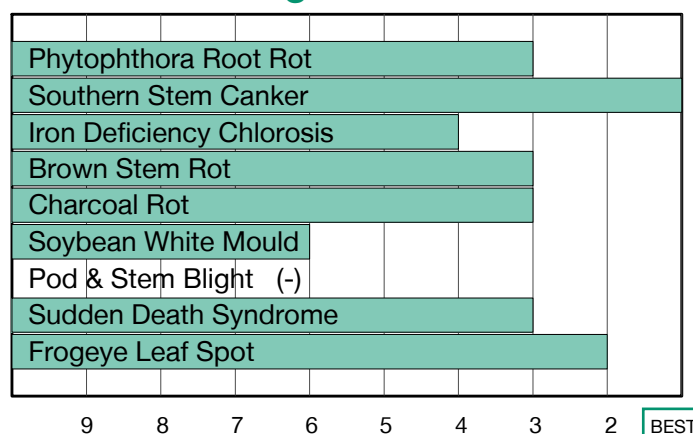 Phytophthora Root Rot
Southern Stem Canker
Iron Deficiency Chlorosis
Brown Stem Rot
Charcoal Rot
Soybean White Mould
Pod & Stem Blight (-)
Sudden Death Syndrome
Frogeye Leaf Spot
9 8 7 6 5 4 3 2 BEST